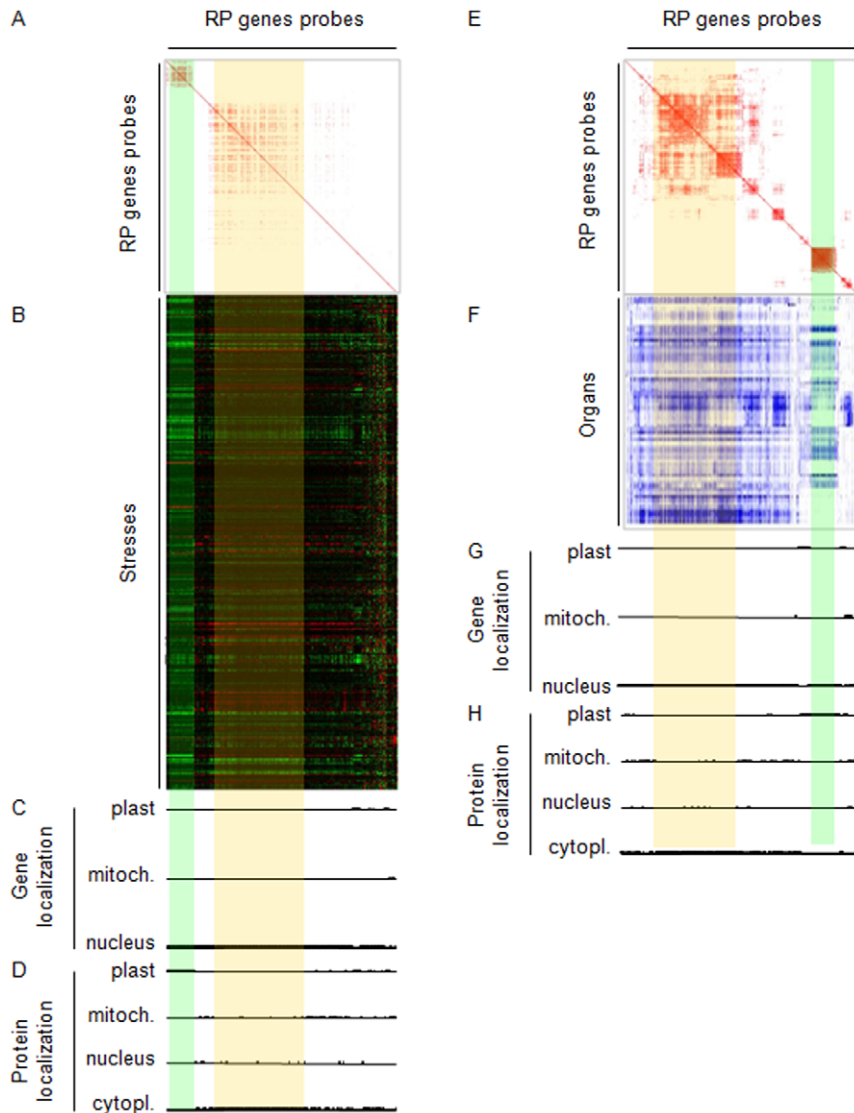 A
RP genes probes
RP genes probes
B
Stresses
C
Gene
localization
plast
mitoch.
nucleus
D
Protein
localization
plast
mitoch.
nucleus
cytopl.
E
RP genes probes
RP genes probes
F
Organs
G
Gene
localization
plast
mitoch.
nucleus
H
Protein
localization
plast
mitoch.
nucleus
cytopl.